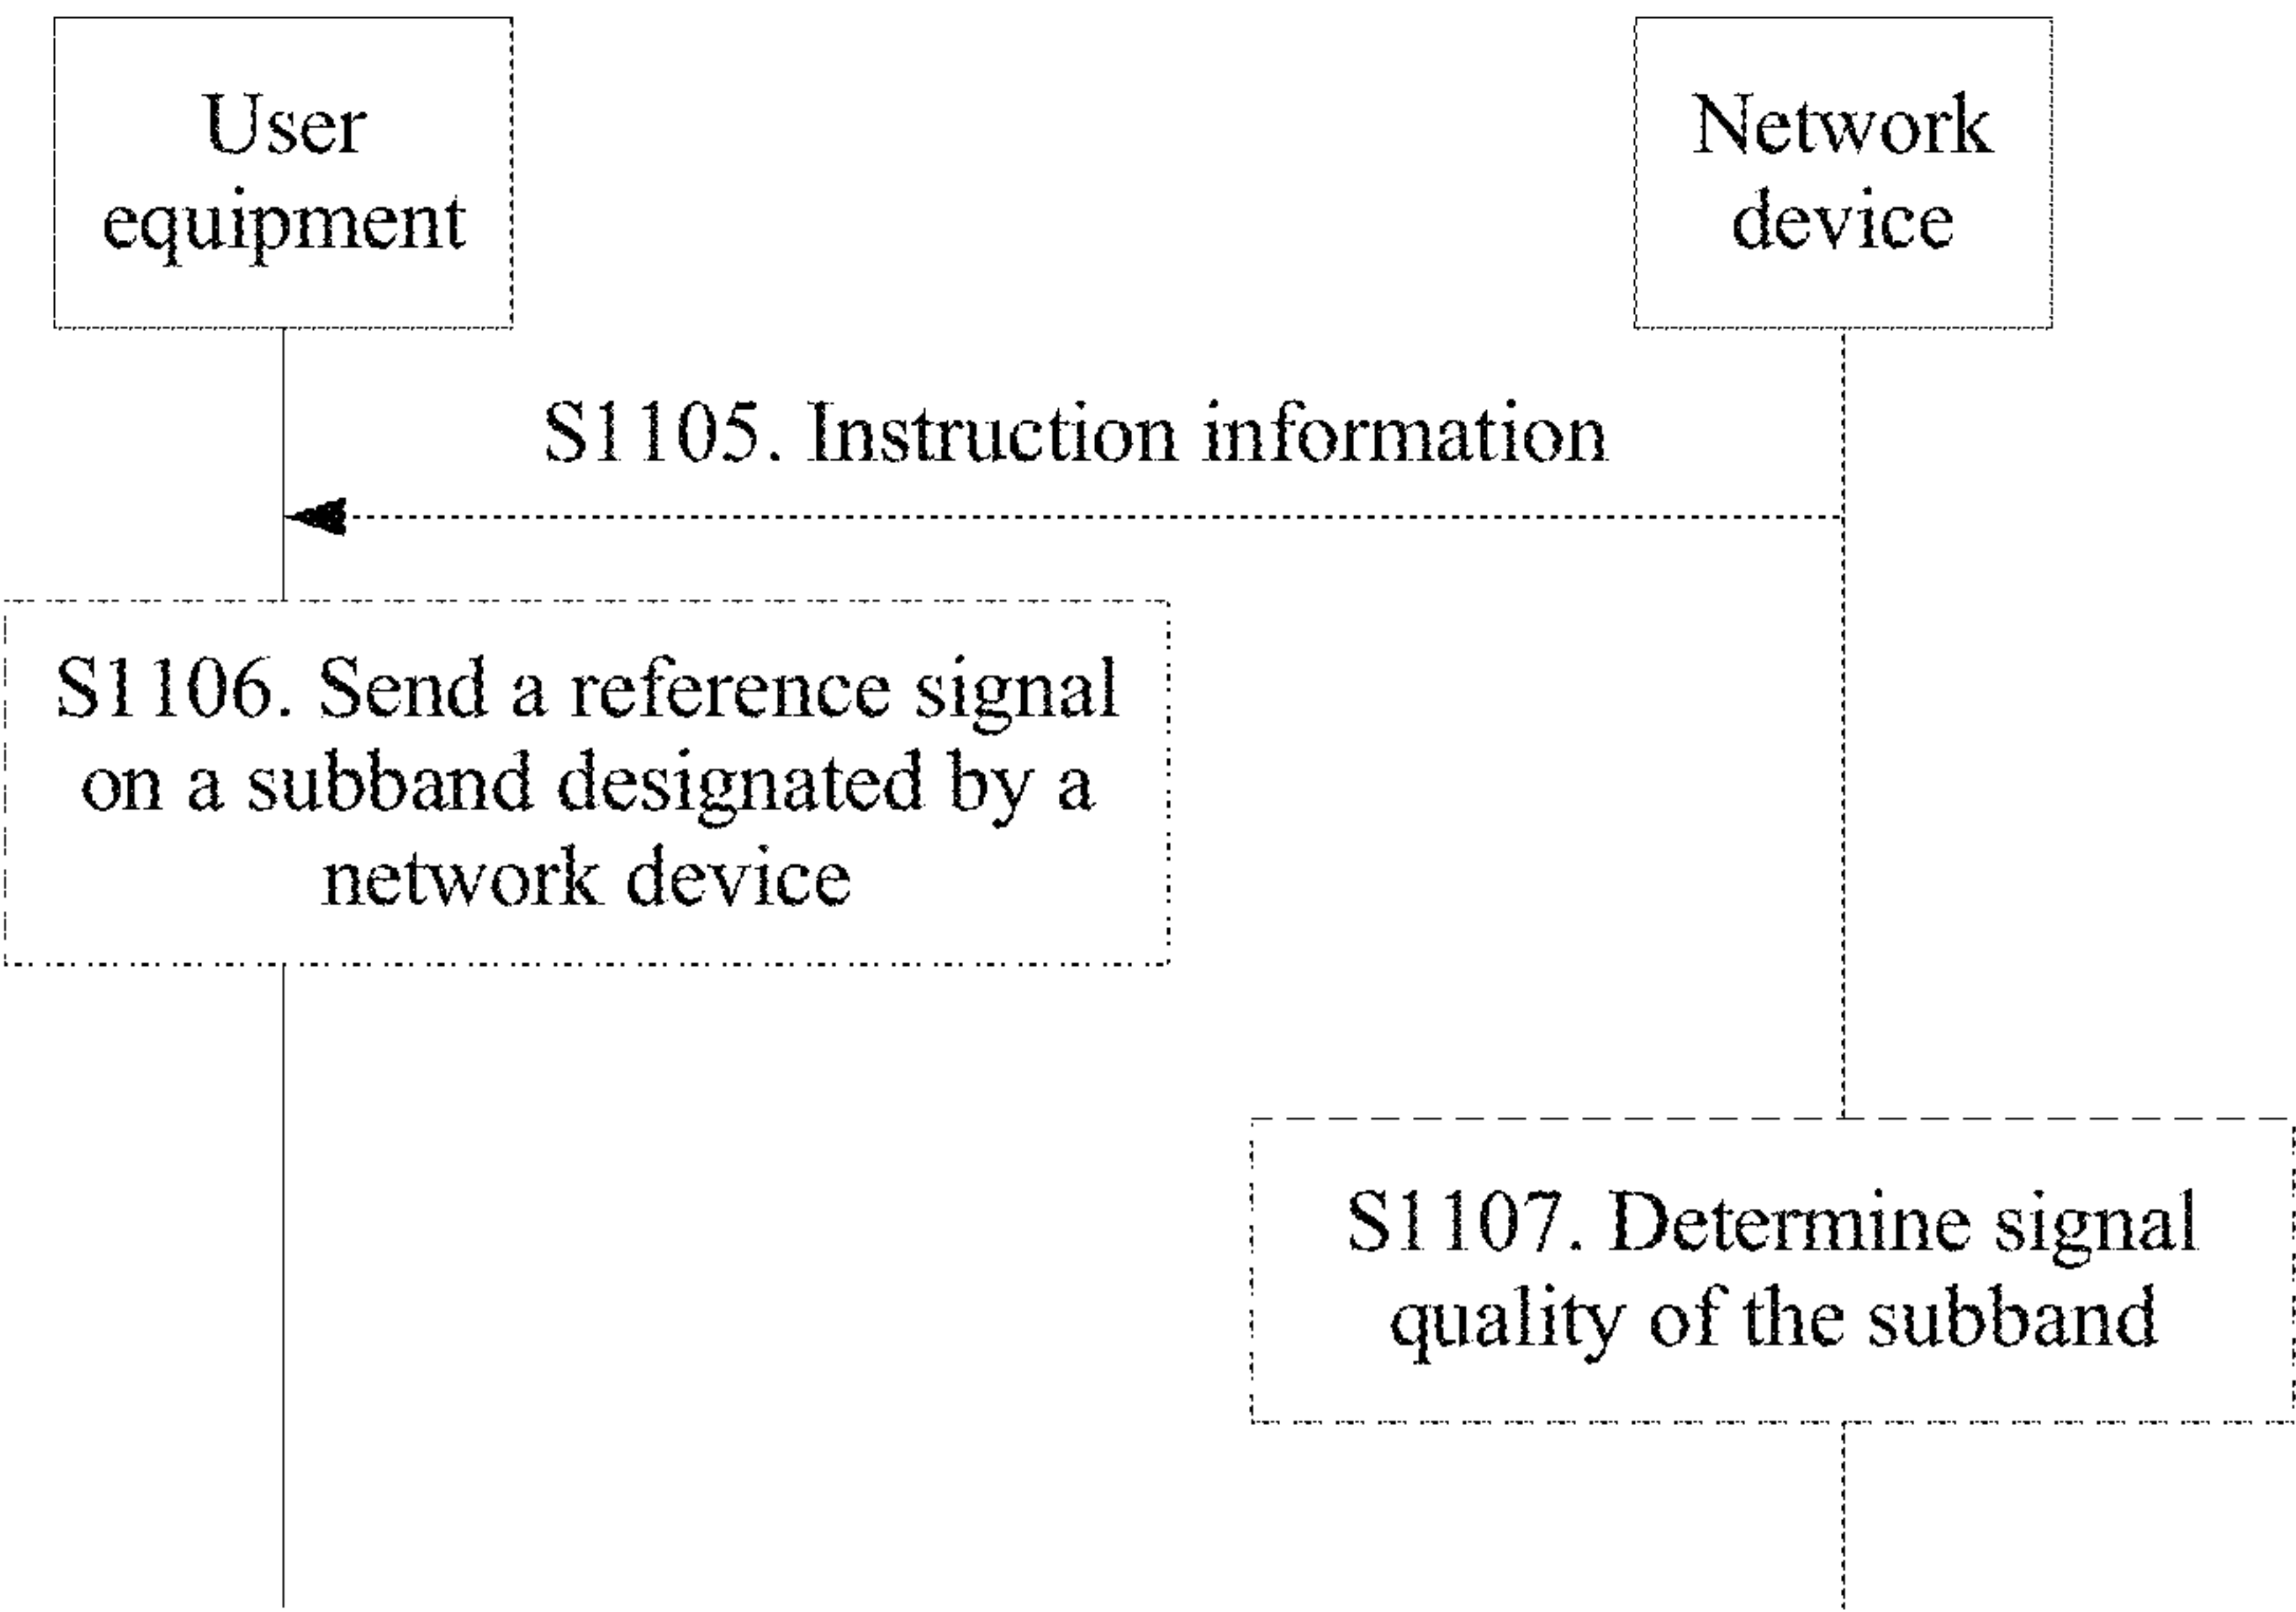 User
equipment
Network
device
S1105. Instruction information
S1106. Send a reference signal
on a subband designated by a
network device
S1107. Determine signal
quality of the subband